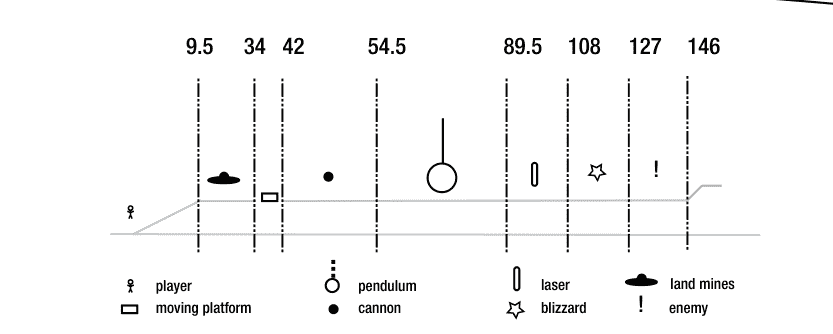 9.5 34 42 54.5 89.5 108 127 146
!
player pendulum laser land mines
moving platform cannon blizzard ! enemy